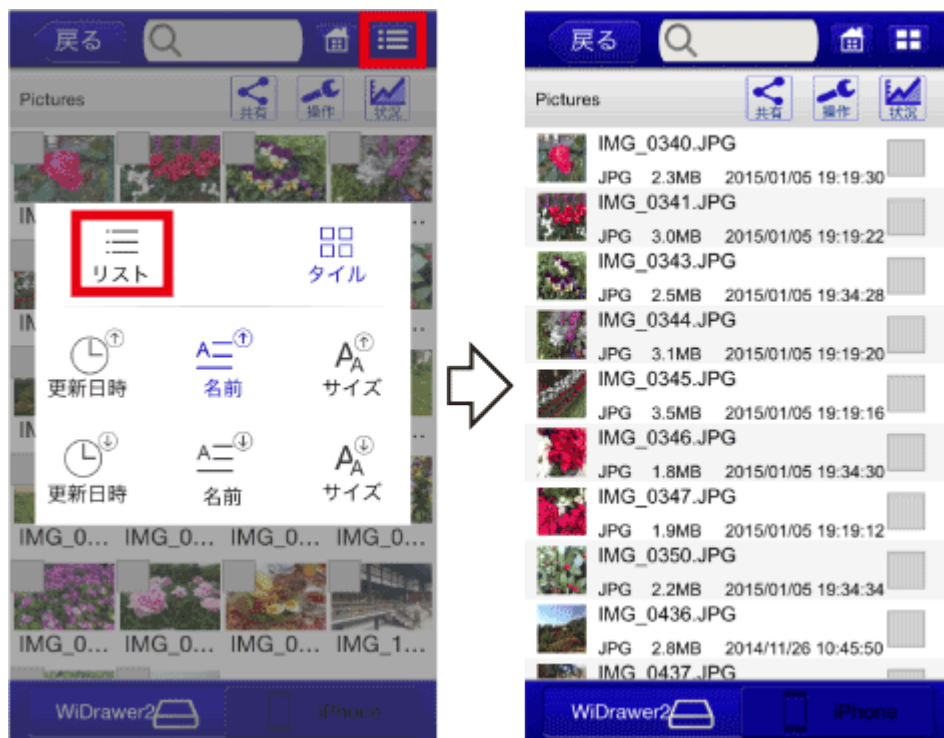 戻る
Pictures
共有 操作 状況
リスト タイル
更新日時 名前 サイズ
更新日時 名前 サイズ
IMG_0... IMG_0... IMG_0... IMG_0...
IMG_0... IMG_0... IMG_0... IMG_1...
WiDrawer2 iPhone
戻る
Pictures
共有 操作 状況
IMG_0340.JPG
JPG 2.3MB 2015/01/05 19:19:30
IMG_0341.JPG
JPG 3.0MB 2015/01/05 19:19:22
IMG_0343.JPG
JPG 2.5MB 2015/01/05 19:34:28
IMG_0344.JPG
JPG 3.1MB 2015/01/05 19:19:20
IMG_0345.JPG
JPG 3.5MB 2015/01/05 19:19:16
IMG_0346.JPG
JPG 1.8MB 2015/01/05 19:34:30
IMG_0347.JPG
JPG 1.9MB 2015/01/05 19:19:12
IMG_0350.JPG
JPG 2.2MB 2015/01/05 19:34:34
IMG_0436.JPG
JPG 2.8MB 2014/11/26 10:45:50
IMG_0437.JPG
WiDrawer2 iPhone